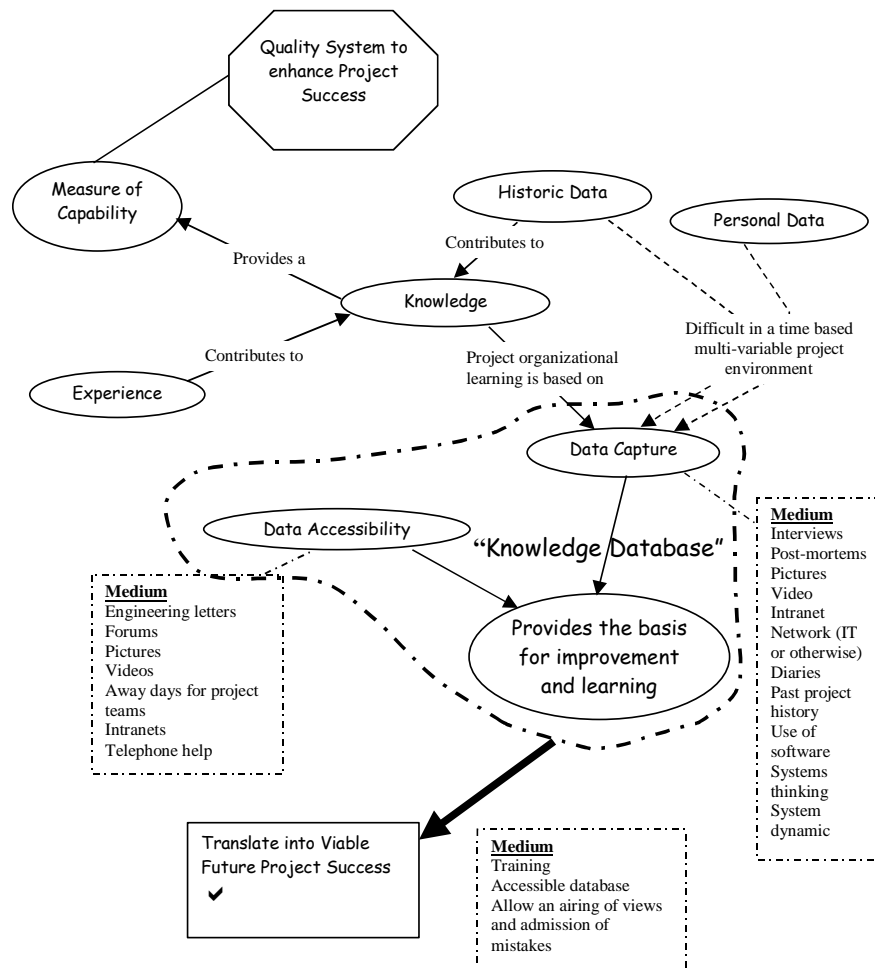 Quality System to
enhance Project
Success
Measure of
Capability
Historic Data
Personal Data
Contributes to
Provides a
Knowledge
Difficult in a time based
multi-variable project
environment
Contributes to
Project organizational
learning is based on
Experience
Data Capture
Data Accessibility
“Knowledge Database”
Medium
Interviews
Post-mortems
Pictures
Video
Intranet
Network (IT
or otherwise)
Diaries
Past project
history
Use of
software
Systems
thinking
System
dynamic
Medium
Engineering letters
Forums
Pictures
Videos
Away days for project
teams
Intranets
Telephone help
Provides the basis
for improvement
and learning
Translate into Viable
Future Project Success
Medium
Training
Accessible database
Allow an airing of views
and admission of
mistakes